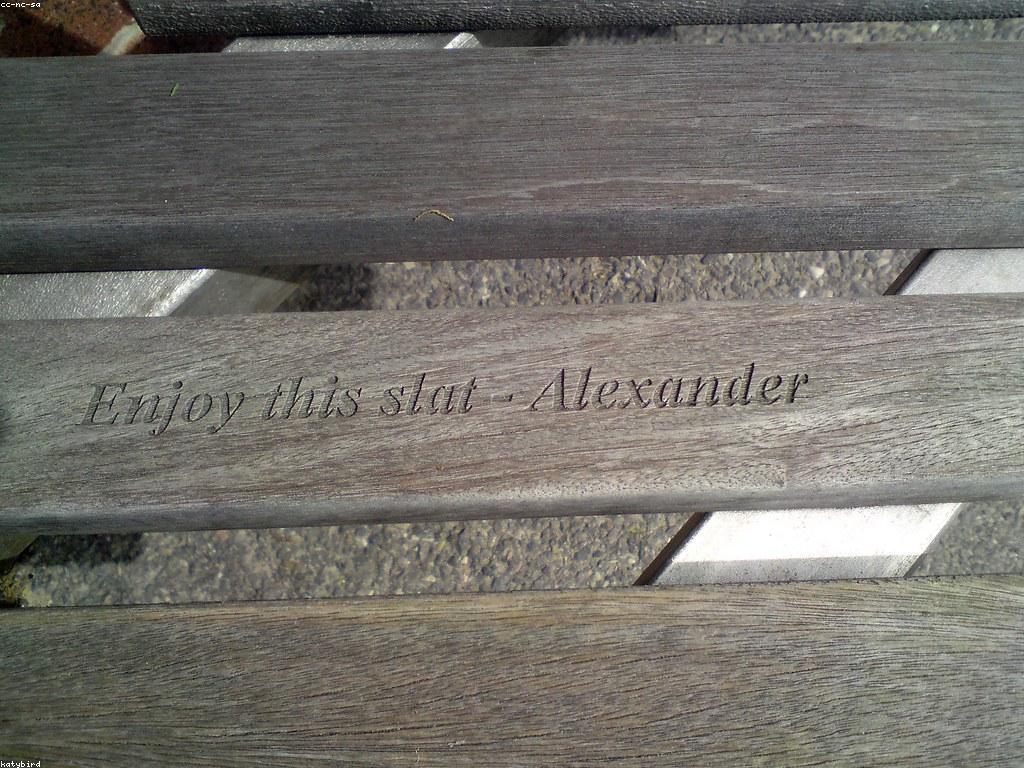 cc-nc-sa
Enjoy this slat - Alexander
katybird